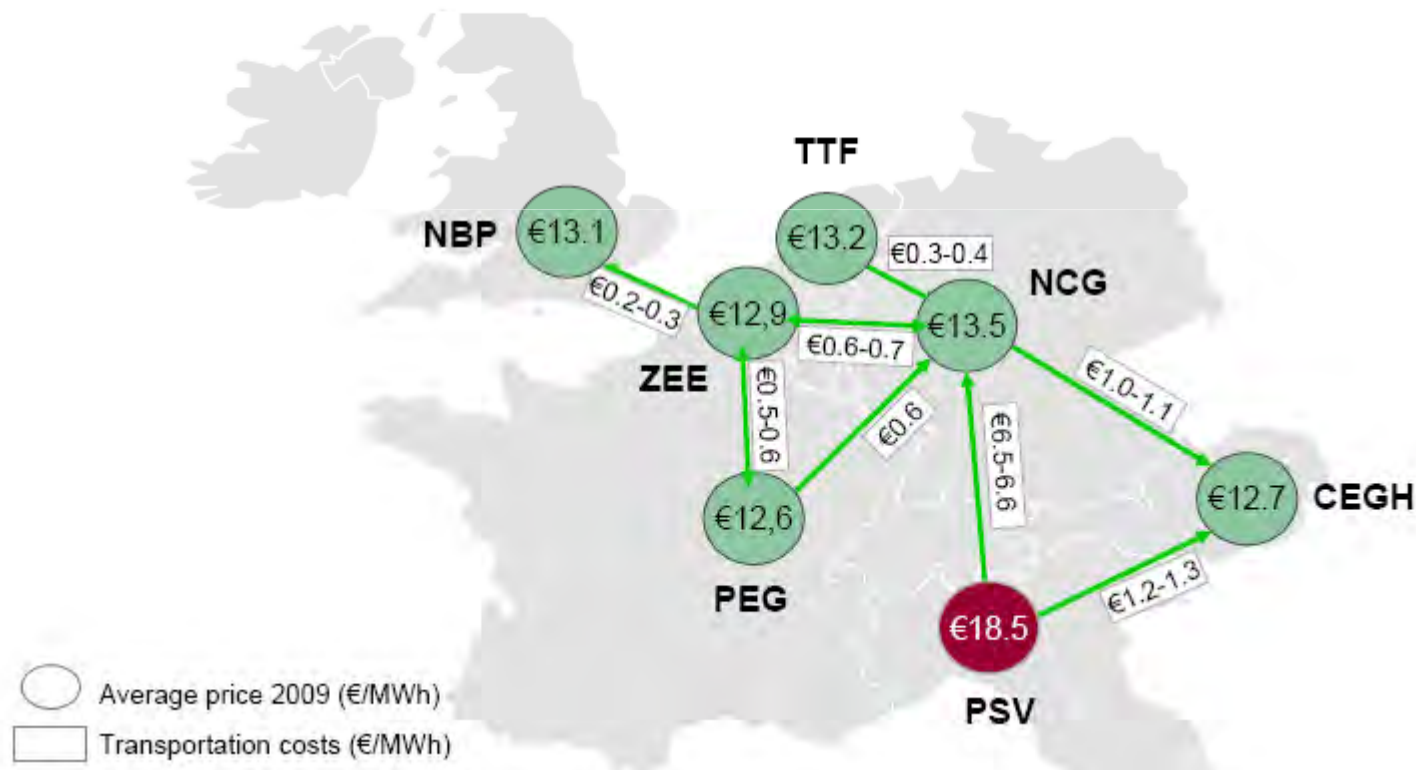 TTF
NBP
€13.1
€13.2
€0.3-0.4
NCG
€0.2-0.3
€12,9
€13.5
€0.6-0.7
ZEE
€0.5-0.6
€0.6
€1.0-1.1
€6.5-6.6
€12,6
€12.7
CEGH
PEG
€1.2-1.3
€18.5
PSV
Average price 2009 (€/MWh)
Transportation costs (€/MWh)